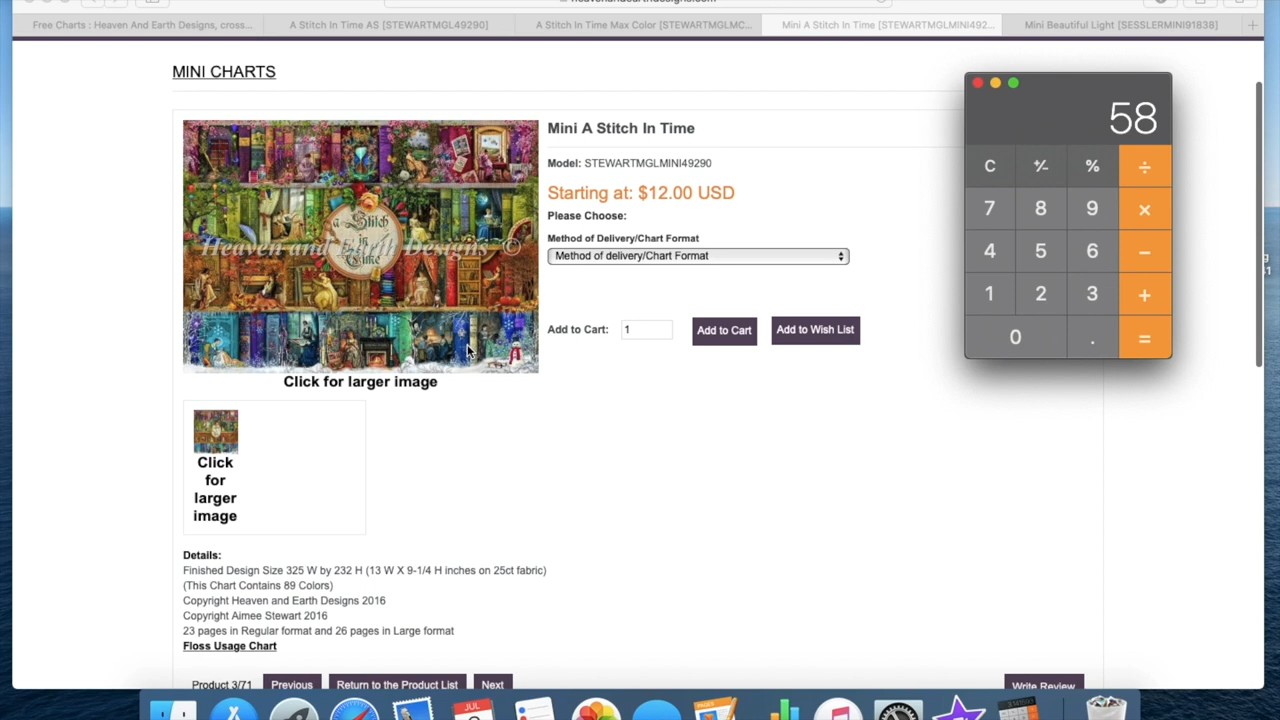 heavenandearthdesigns.com
Free Charts : Heaven And Earth Designs, cross...
A Stitch In Time AS [STEWARTMGL49290]
A Stitch In Time Max Color [STEWARTMGLMC...
Mini A Stitch In Time [STEWARTMGLMINI492...
Mini Beautiful Light [SESSLERMINI91838]
MINI CHARTS
a Stitch
in
Time
Heaven and Earth Designs ©
Click for larger image
Click
for
larger
image
Mini A Stitch In Time
Model: STEWARTMGLMINI49290
Starting at: $12.00 USD
Please Choose:
Method of Delivery/Chart Format
Method of delivery/Chart Format
Add to Cart: 1 Add to Cart Add to Wish List
58
C +/- % ÷
7 8 9 ×
4 5 6 −
1 2 3 +
0 . =
Details:
Finished Design Size 325 W by 232 H (13 W X 9-1/4 H inches on 25ct fabric)
(This Chart Contains 89 Colors)
Copyright Heaven and Earth Designs 2016
Copyright Aimee Stewart 2016
23 pages in Regular format and 26 pages in Large format
Floss Usage Chart
Product 3/71 Previous Return to the Product List Next Write Review
JUL
PAGES